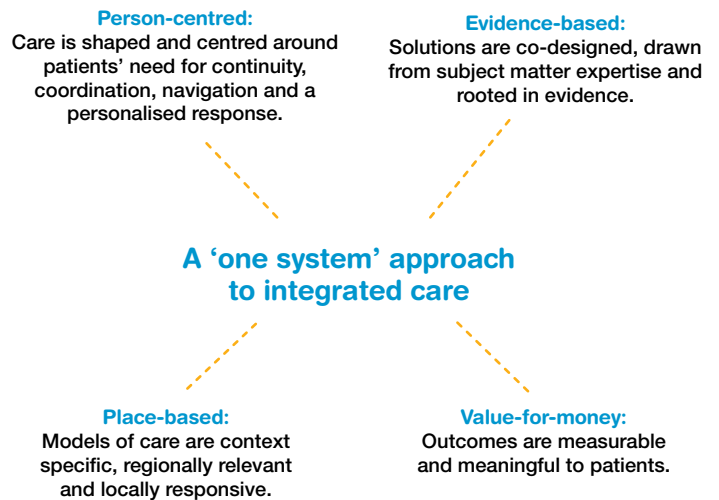 Person-centred:
Care is shaped and centred around
patients’ need for continuity,
coordination, navigation and a
personalised response.
Evidence-based:
Solutions are co-designed, drawn
from subject matter expertise and
rooted in evidence.
A ‘one system’ approach
to integrated care
Place-based:
Models of care are context
specific, regionally relevant
and locally responsive.
Value-for-money:
Outcomes are measurable
and meaningful to patients.